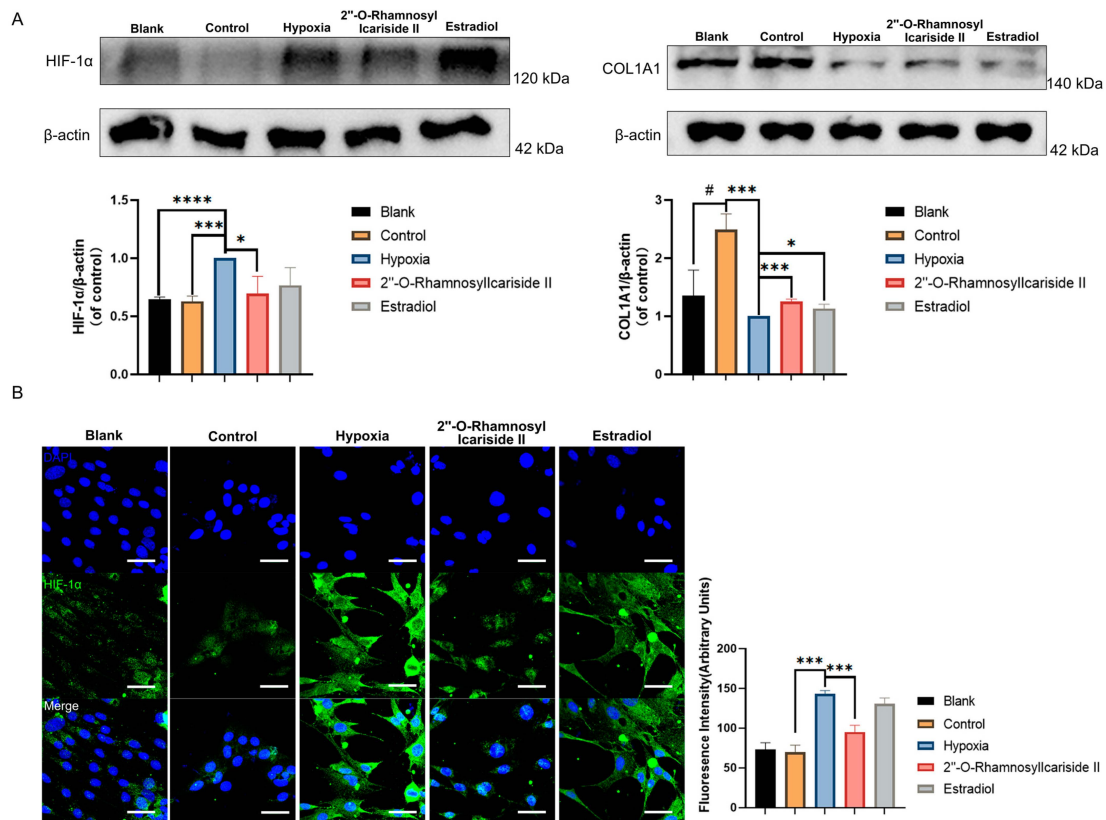 A
Blank
Control
Hypoxia
2"-O-Rhamnosyl
Icariside II
Estradiol
HIF-1α
120 kDa
β-actin
42 kDa
Blank
Control
Hypoxia
2"-O-Rhamnosyl
Icariside II
Estradiol
COL1A1
140 kDa
β-actin
42 kDa
HIF-1α/β-actin
(of control)
1.5
1.0
0.5
0.0
****
***
*
Blank
Control
Hypoxia
2"-O-RhamnosylIcariside II
Estradiol
COL1A1/β-actin
(of control)
3
2
1
0
#
***
*
***
Blank
Control
Hypoxia
2"-O-RhamnosylIcariside II
Estradiol
B
Blank
Control
Hypoxia
2"-O-Rhamnosyl
Icariside II
Estradiol
DAPI
HIF-1α
Merge
Fluoresence Intensity(Arbitrary Units)
200
150
100
50
0
***
***
Blank
Control
Hypoxia
2"-O-RhamnosylIcariside II
Estradiol